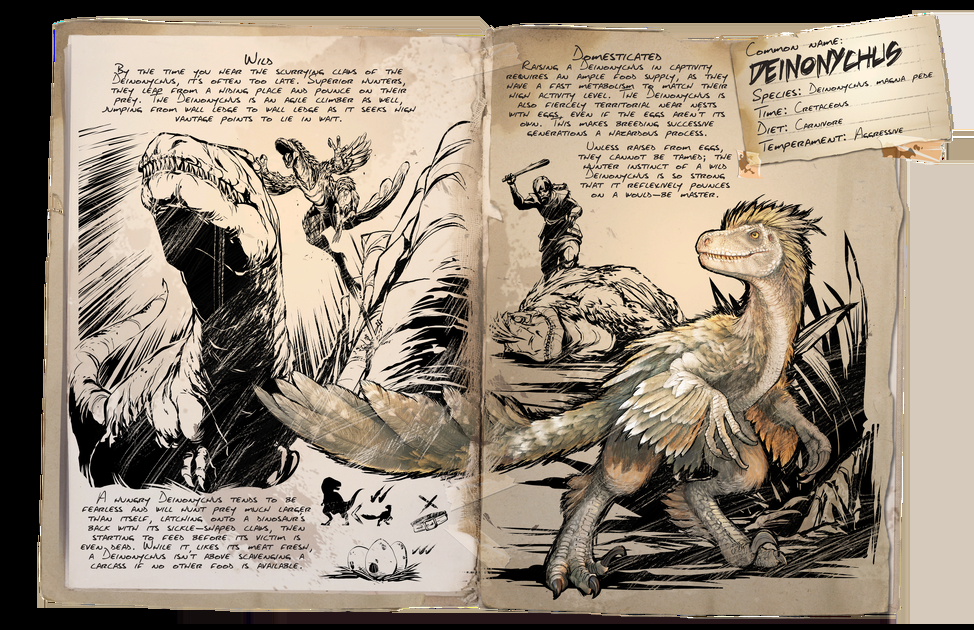 Wild
By the time you hear the scurrying claws of the
Deinonychus, it's often too late. Superior hunters,
they leap from a hiding place and pounce on their
prey. The Deinonychus is an agile climber as well,
jumping from wall ledge to wall ledge as it seeks high
vantage points to lie in wait.
A hungry Deinonychus tends to be
fearless and will hunt prey much larger
than itself, latching onto a dinosaur's
back with its sickle-shaped claws, then
starting to feed before its victim is
even dead. While it likes its meat fresh,
a Deinonychus isn't above scavenging a
carcass if no other food is available.
Domesticated
Raising a Deinonychus in captivity
requires an ample food supply, as they
have a fast metabolism to match their
high activity level. The Deinonychus is
also fiercely territorial near nests
with eggs, even if the eggs aren't its
own. This makes breeding successive
generations a hazardous process.
Unless raised from eggs,
they cannot be tamed; the
hunter instinct of a wild
Deinonychus is so strong
that it reflexively pounces
on a would-be master.
Common name:
DEINONYCHUS
Species: Deinonychus magna pede
Time: Cretaceous
Diet: Carnivore
Temperament: Aggressive